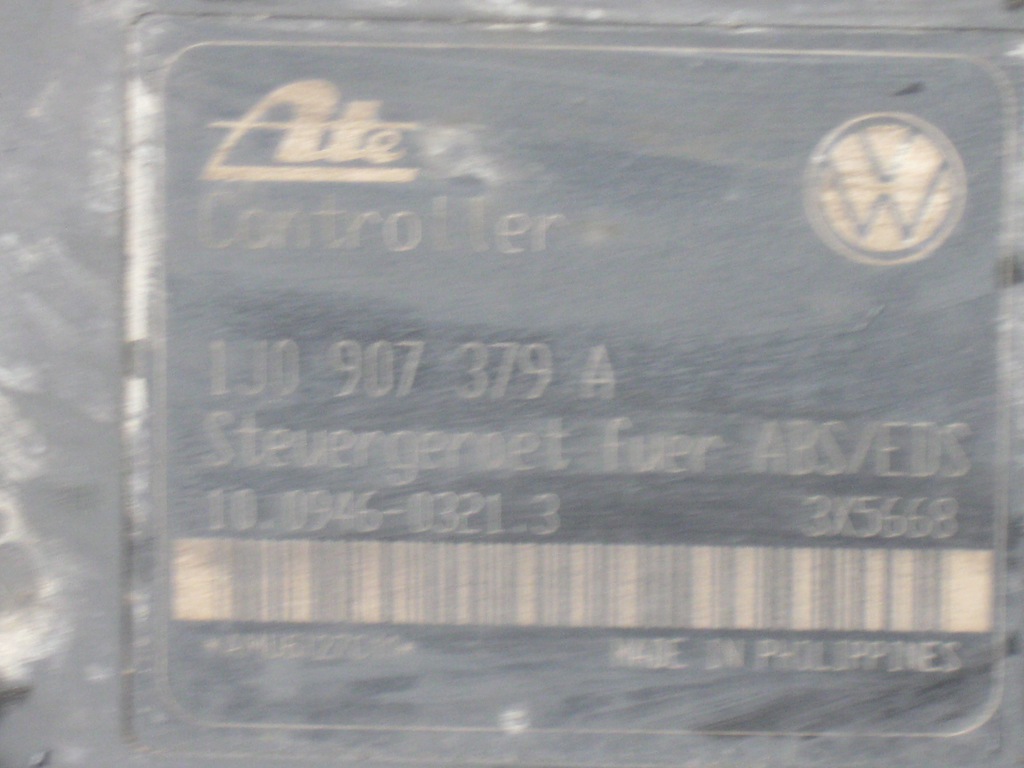 Ate
Controller
1J0 907 379 A
Steuergeraet fuer ABS/EDS
10.0946-0321.3 3X5668
MADE IN PHILIPPINES